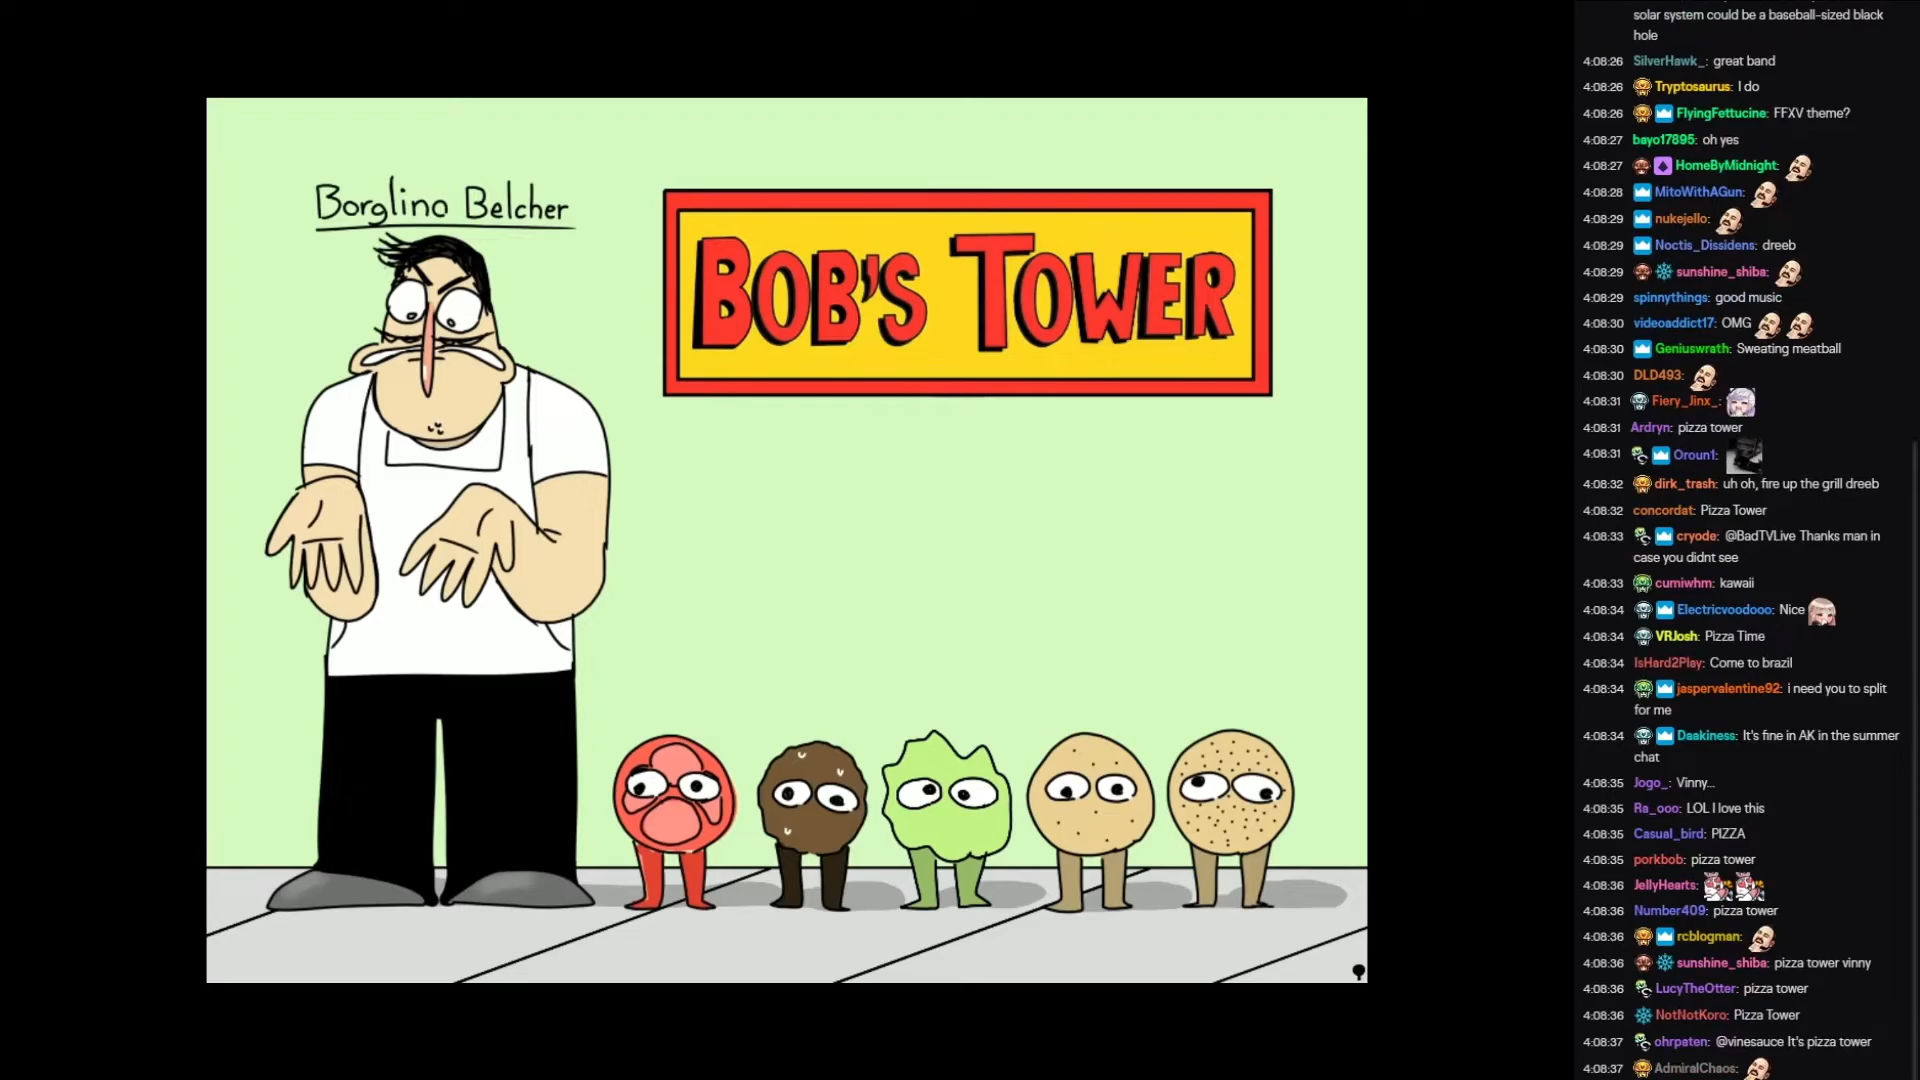 Borglino Belcher
BOB'S TOWER
solar system could be a baseball-sized black
hole
4:08:26 SilverHawk_: great band
4:08:26 Tryptosaurus: I do
4:08:26 FlyingFettucine: FFXV theme?
4:08:27 bayo17895: oh yes
4:08:27 HomeByMidnight:
4:08:28 MitoWithAGun:
4:08:29 nukejello:
4:08:29 Noctis_Dissidens: dreeb
4:08:29 sunshine_shiba:
4:08:29 spinnythings: good music
4:08:30 videoaddict17: OMG
4:08:30 Geniuswrath: Sweating meatball
4:08:30 DLD493:
4:08:31 Fiery_Jinx_:
4:08:31 Ardryn: pizza tower
4:08:31 Oroun1:
4:08:32 dirk_trash: uh oh, fire up the grill dreeb
4:08:32 concordat: Pizza Tower
4:08:33 cryode: @BadTVLive Thanks man in
case you didnt see
4:08:33 cumiwhm: kawaii
4:08:34 Electricvoodooo: Nice
4:08:34 VRJosh: Pizza Time
4:08:34 IsHard2Play: Come to brazil
4:08:34 jaspervalentine92: i need you to split
for me
4:08:34 Daakiness: It's fine in AK in the summer
chat
4:08:35 Jogo_: Vinny...
4:08:35 Ra_ooo: LOL I love this
4:08:35 Casual_bird: PIZZA
4:08:35 porkbob: pizza tower
4:08:36 JellyHearts:
4:08:36 Number409: pizza tower
4:08:36 rcblogman:
4:08:36 sunshine_shiba: pizza tower vinny
4:08:36 LucyTheOtter: pizza tower
4:08:36 NotNotKoro: Pizza Tower
4:08:37 ohrpaten: @vinesauce It's pizza tower
4:08:37 AdmiralChaos: